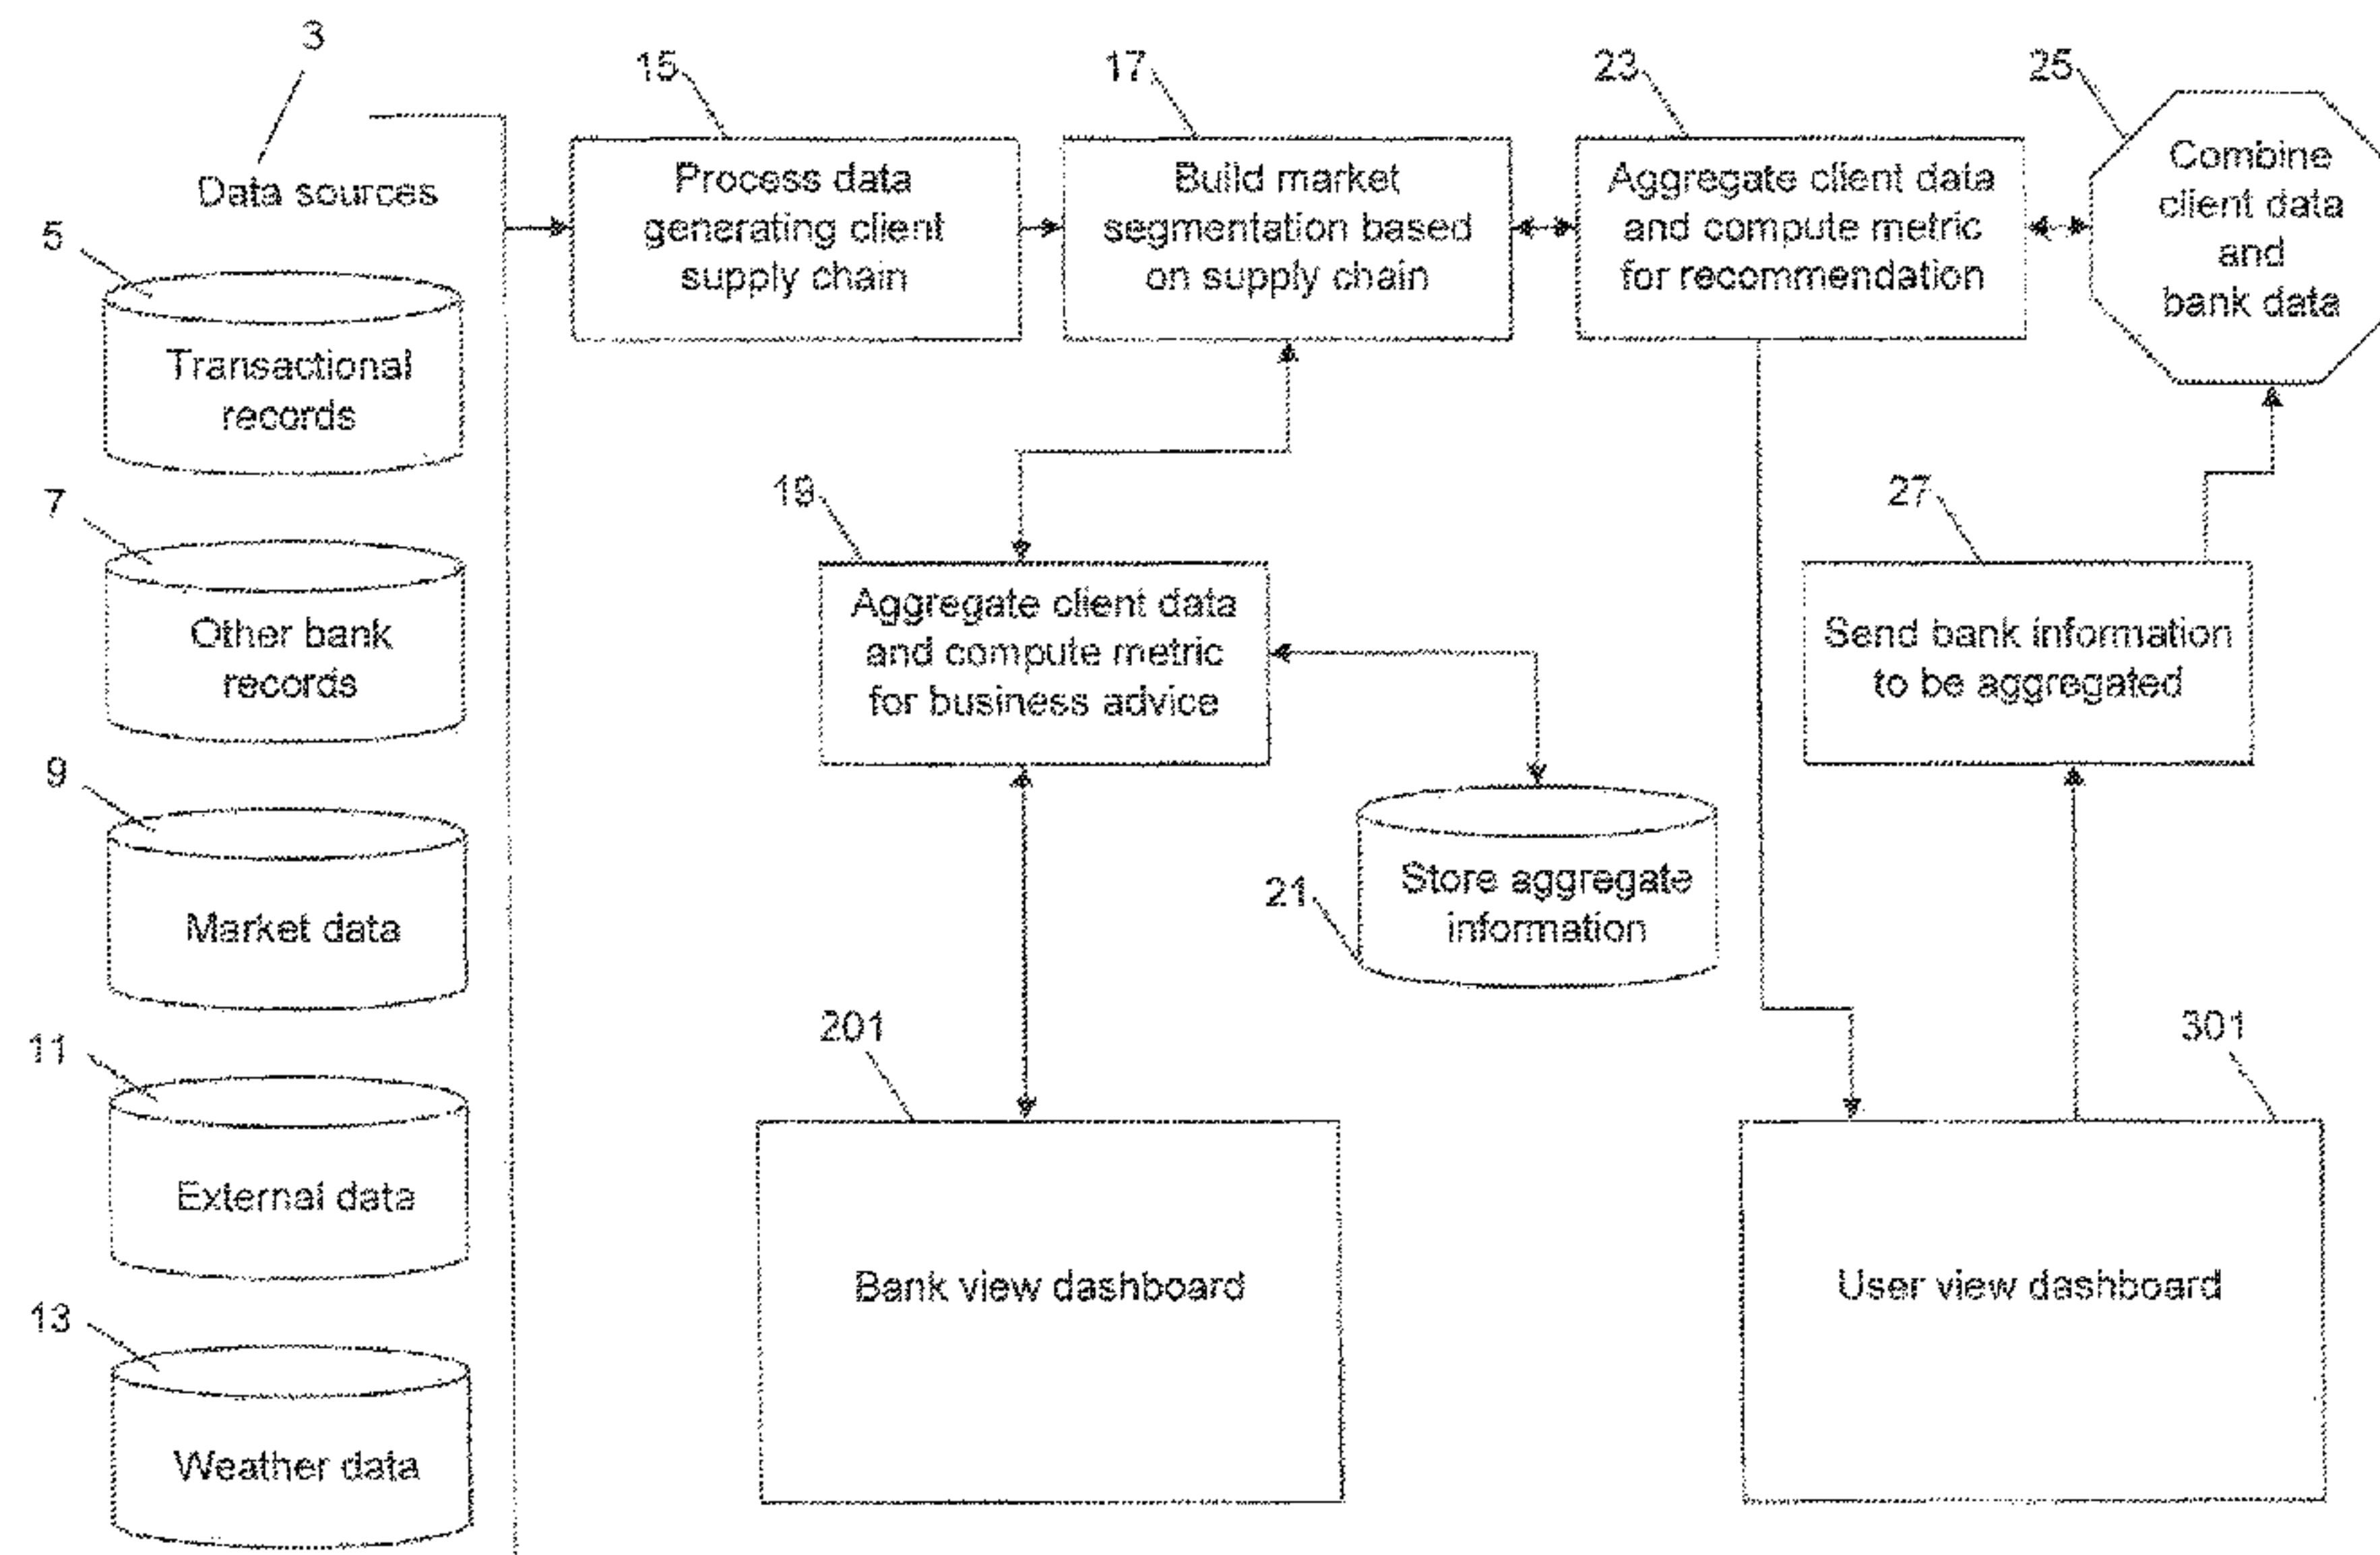 3
Data sources
5
Transactional
records
7
Other bank
records
9
Market data
11
External data
13
Weather data
15
Process data
generating client
supply chain
17
Build market
segmentation based
on supply chain
23
Aggregate client data
and compute metric
for recommendation
25
Combine
client data
and
bank data
19
Aggregate client data
and compute metric
for business advice
27
Send bank information
to be aggregated
21
Store aggregate
information
201
Bank view dashboard
301
User view dashboard